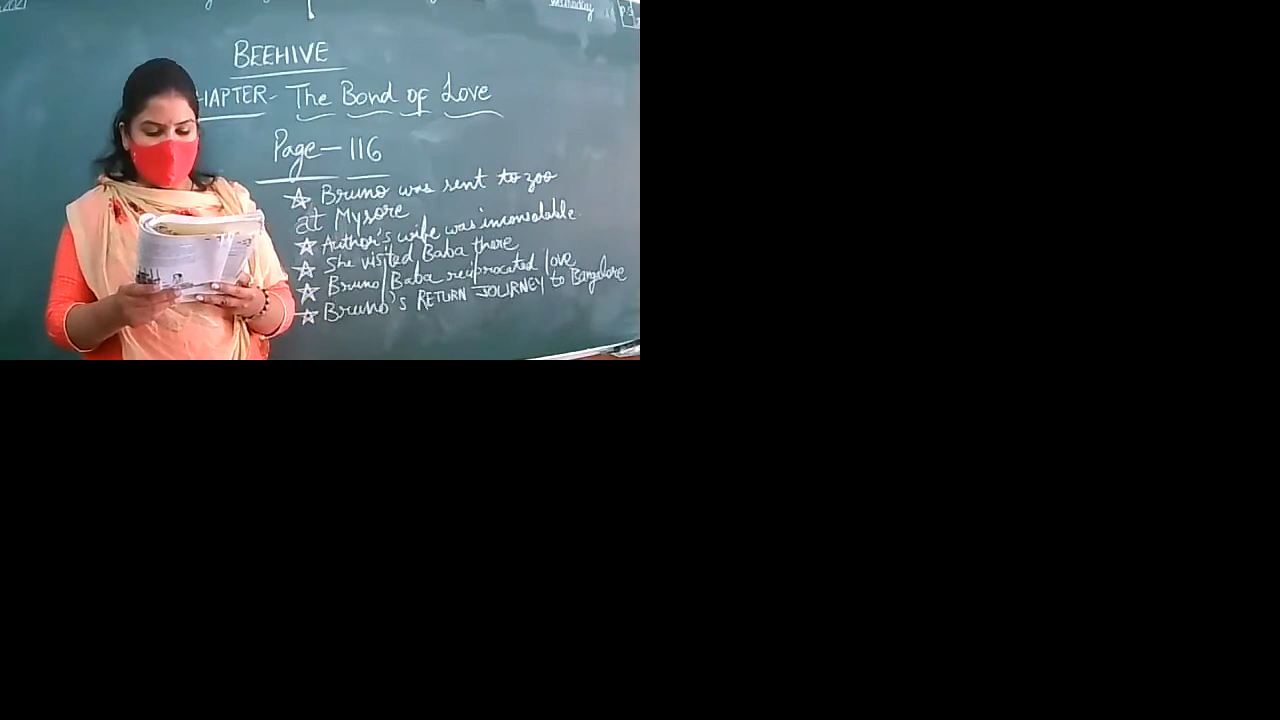 Wednesday
BEEHIVE
HAPTER- The Bond of Love
Page- 116
☆ Bruno was sent to zoo
at Mysore
☆ Author's wife was inconsolable.
☆ She visited Baba there
☆ Bruno/Baba reciprocated love
☆ Bruno's RETURN JOURNEY to Bangalore